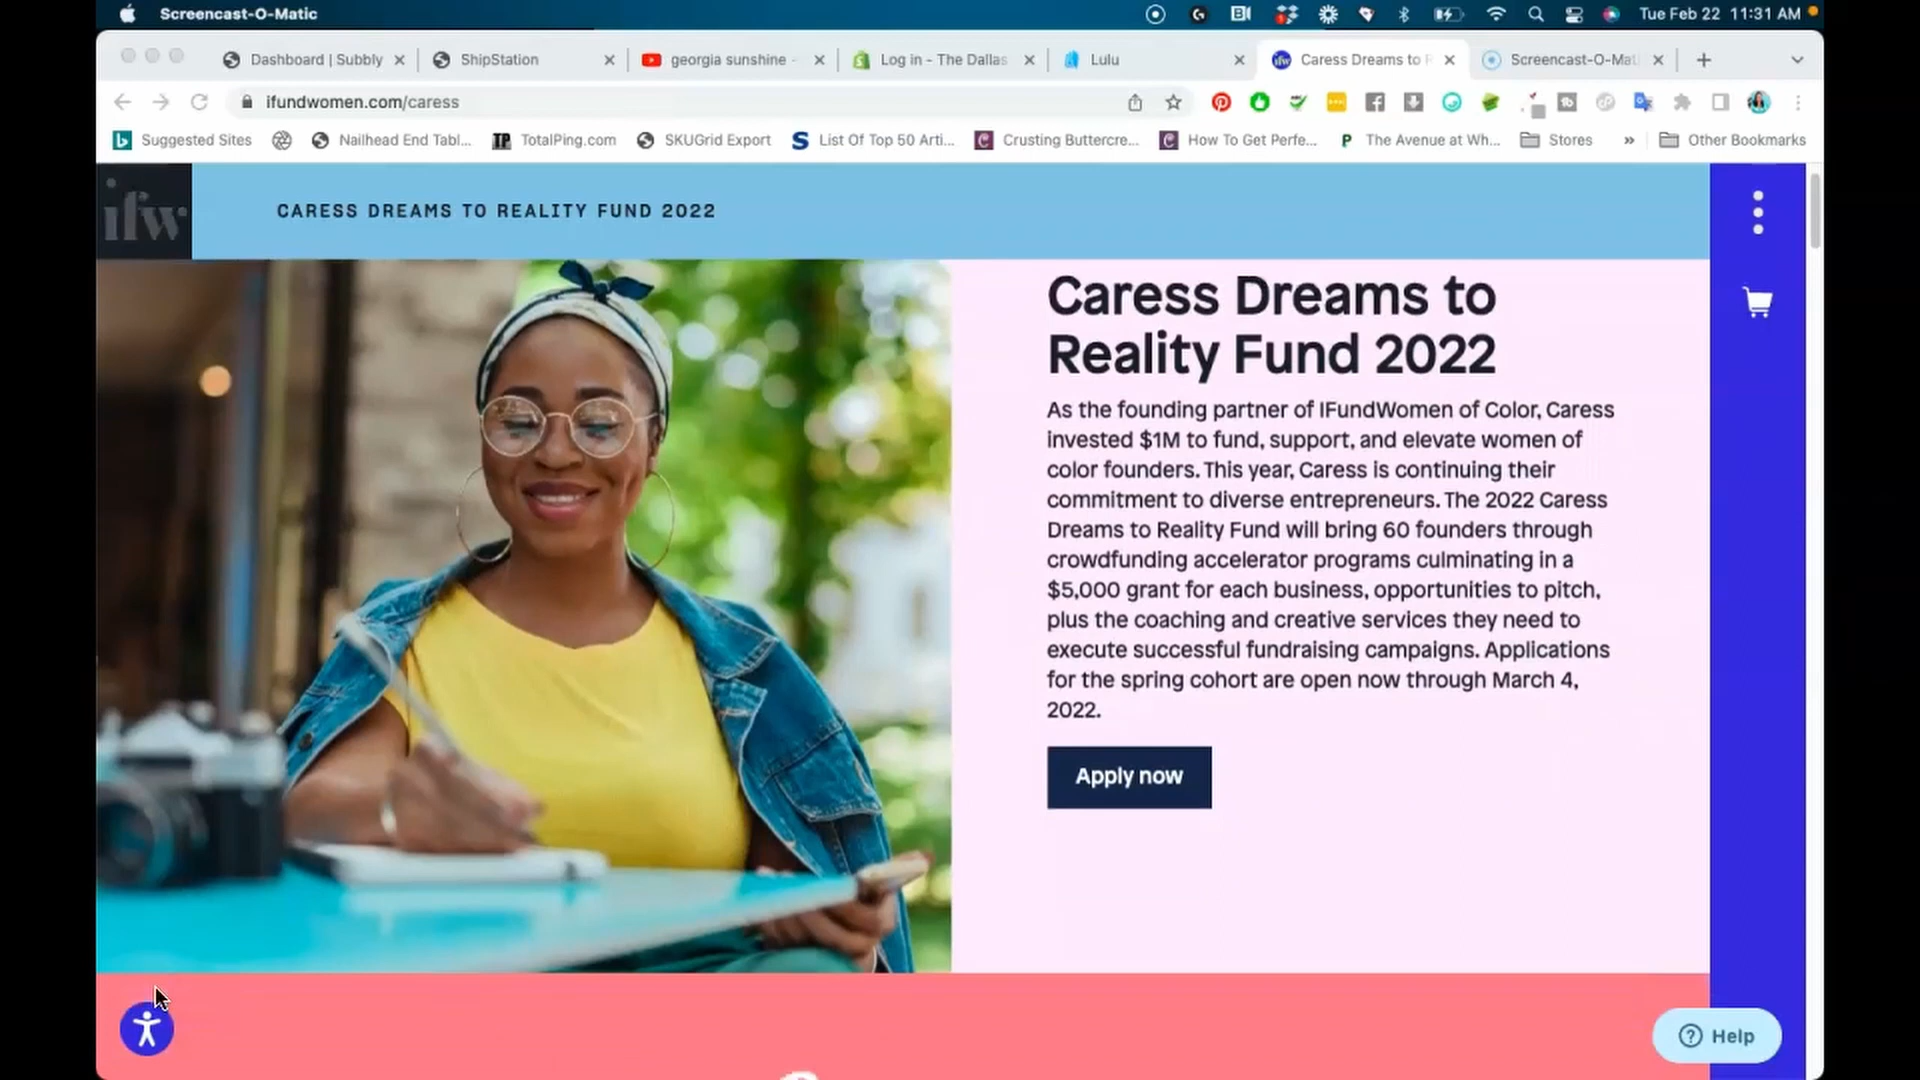 Screencast-O-Matic
Tue Feb 22 11:31 AM
Dashboard | Subbly
ShipStation
georgia sunshine -
Log in - The Dallas
Lulu
Caress Dreams to R
Screencast-O-Mati
ifundwomen.com/caress
Suggested Sites
Nailhead End Tabl...
TotalPing.com
SKUGrid Export
List Of Top 50 Arti...
Crusting Buttercre...
How To Get Perfe...
The Avenue at Wh...
Stores
»
Other Bookmarks
ifw
CARESS DREAMS TO REALITY FUND 2022
Caress Dreams to
Reality Fund 2022
As the founding partner of IFundWomen of Color, Caress
invested $1M to fund, support, and elevate women of
color founders. This year, Caress is continuing their
commitment to diverse entrepreneurs. The 2022 Caress
Dreams to Reality Fund will bring 60 founders through
crowdfunding accelerator programs culminating in a
$5,000 grant for each business, opportunities to pitch,
plus the coaching and creative services they need to
execute successful fundraising campaigns. Applications
for the spring cohort are open now through March 4,
2022.
Apply now
Help